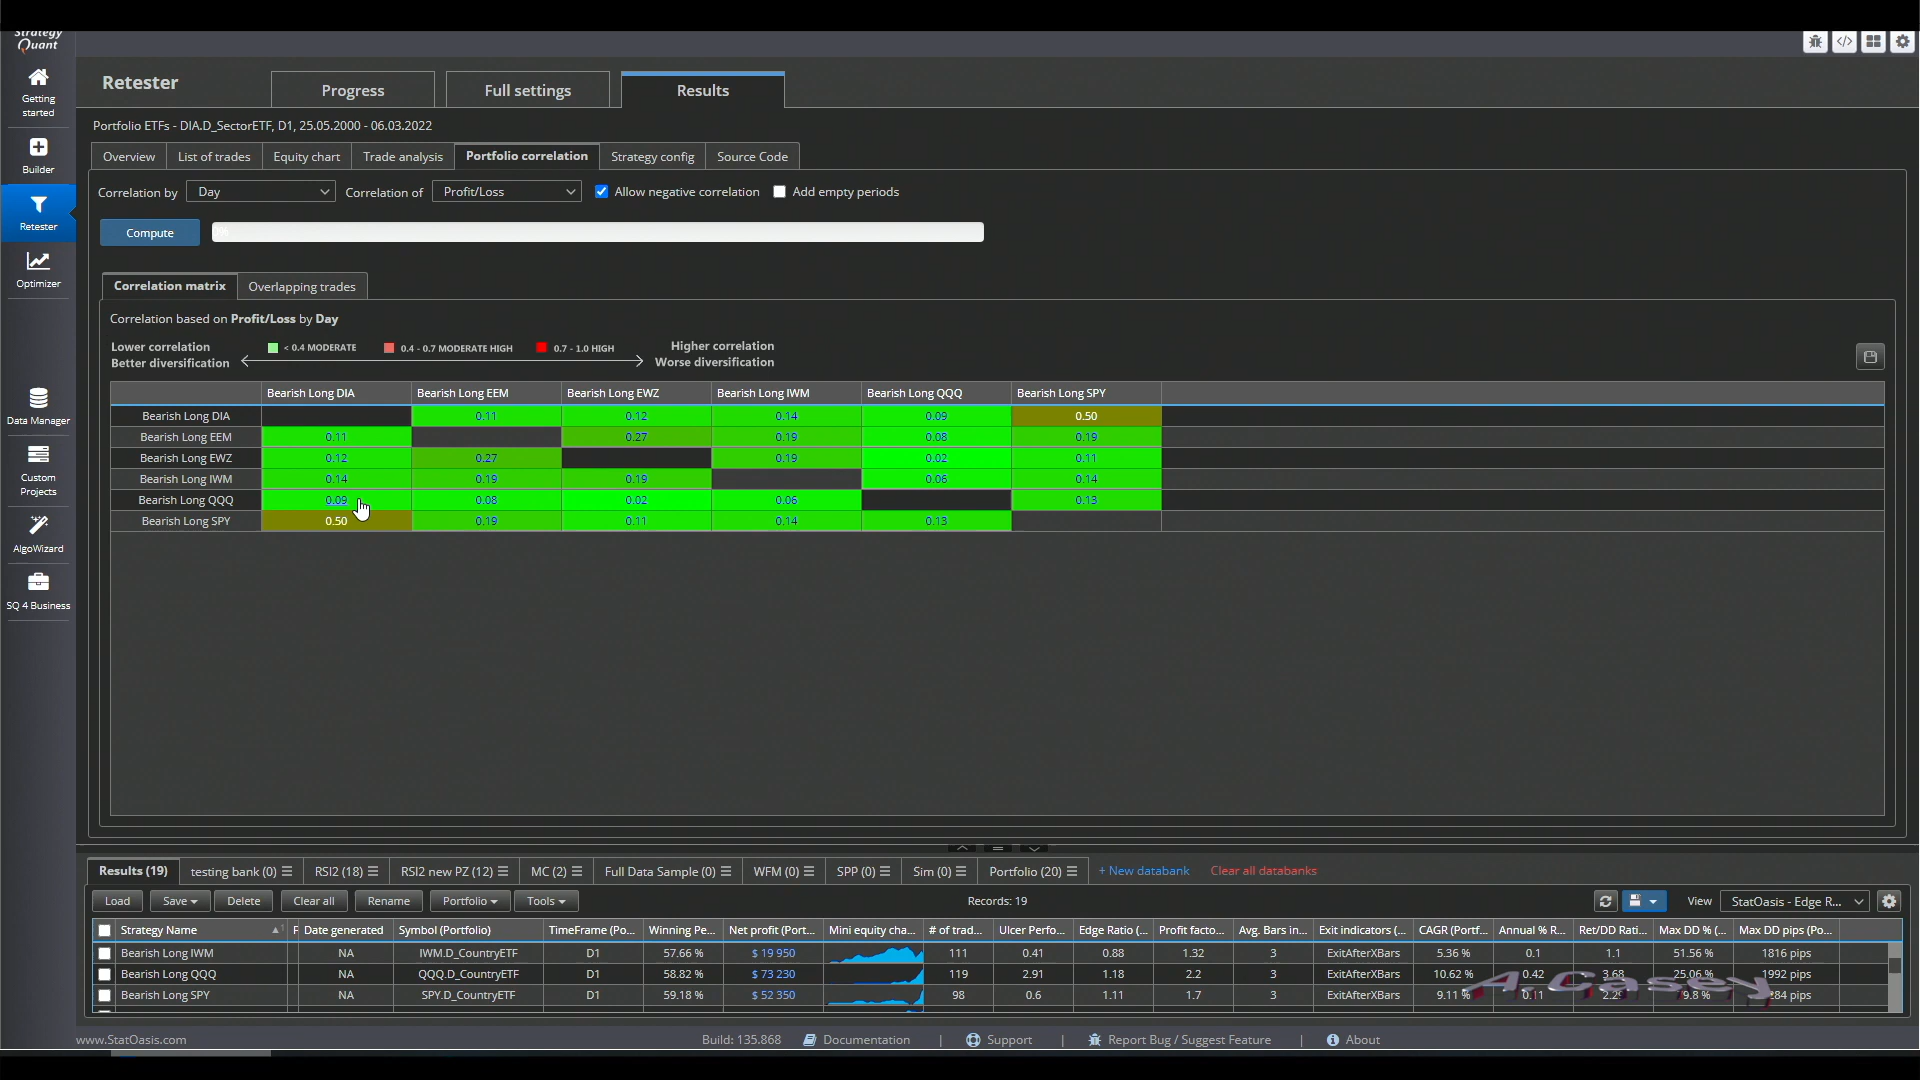 Strategy
Quant
Retester
Progress
Full settings
Results
Getting
started
Portfolio ETFs - DIA.D_SectorETF, D1, 25.05.2000 - 06.03.2022
Overview
List of trades
Equity chart
Trade analysis
Portfolio correlation
Strategy config
Source Code
Builder
Correlation by
Day
Correlation of
Profit/Loss
Allow negative correlation
Add empty periods
Retester
Compute
Optimizer
Correlation matrix
Overlapping trades
Correlation based on Profit/Loss by Day
Lower correlation
Better diversification
< 0.4 MODERATE
0.4 - 0.7 MODERATE HIGH
0.7 - 1.0 HIGH
Higher correlation
Worse diversification
Bearish Long DIA Bearish Long EEM Bearish Long EWZ Bearish Long IWM Bearish Long QQQ Bearish Long SPY
Bearish Long DIA 0.11 0.12 0.14 0.09 0.50
Bearish Long EEM 0.11 0.27 0.19 0.08 0.19
Bearish Long EWZ 0.12 0.27 0.19 0.02 0.11
Bearish Long IWM 0.14 0.19 0.19 0.06 0.14
Bearish Long QQQ 0.09 0.08 0.02 0.06 0.13
Bearish Long SPY 0.50 0.19 0.11 0.14 0.13
Data Manager
Custom
Projects
AlgoWizard
SQ 4 Business
Results (19)
testing bank (0)
RSI2 (18)
RSI2 new PZ (12)
MC (2)
Full Data Sample (0)
WFM (0)
SPP (0)
Sim (0)
Portfolio (20)
+ New databank
Clear all databanks
Load
Save
Delete
Clear all
Rename
Portfolio
Tools
Records: 19
View
StatOasis - Edge R...
Strategy Name F Date generated Symbol (Portfolio) TimeFrame (Po... Winning Pe... Net profit (Port... Mini equity cha... # of trad... Ulcer Perfo... Edge Ratio (... Profit facto... Avg. Bars in... Exit indicators (... CAGR (Portf... Annual % R... Ret/DD Rati... Max DD % (... Max DD pips (Po...
Bearish Long IWM NA IWM.D_CountryETF D1 57.66 % $ 19 950 111 0.41 0.88 1.32 3 ExitAfterXBars 5.36 % 0.1 1.1 51.56 % 1816 pips
Bearish Long QQQ NA QQQ.D_CountryETF D1 58.82 % $ 73 230 119 2.91 1.18 2.2 3 ExitAfterXBars 10.62 % 0.42 3.68 25.06 % 1992 pips
Bearish Long SPY NA SPY.D_CountryETF D1 59.18 % $ 52 350 98 0.6 1.11 1.7 3 ExitAfterXBars 9.11 % 0.11 pips
A.Casey
www.StatOasis.com
Build: 135.868
Documentation
|
Support
|
Report Bug / Suggest Feature
|
About